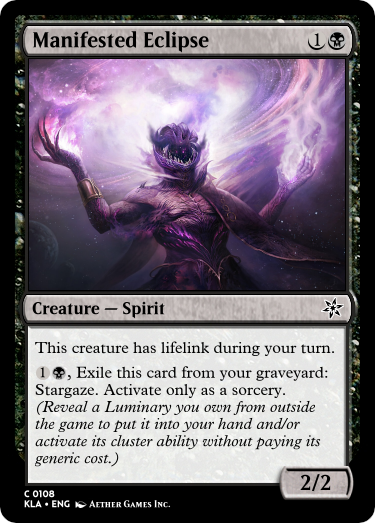 Manifested Eclipse 1
Creature — Spirit
This creature has lifelink during your turn.
1 , Exile this card from your graveyard:
Stargaze. Activate only as a sorcery.
(Reveal a Luminary you own from outside
the game to put it into your hand and/or
activate its cluster ability without paying its
generic cost.)
2/2
C 0108
KLA • ENG Aether Games Inc.